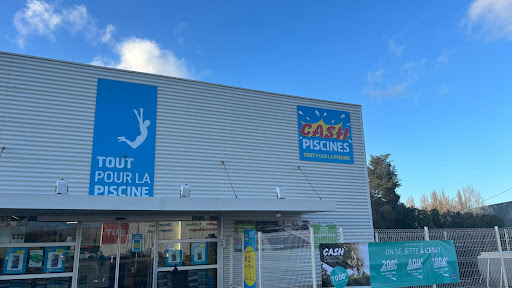 TOUT
POUR LA
PISCINE
CASH
PISCINES
TOUT POUR LA PISCINE
CASH
ON SE JETTE À L'EAU ?